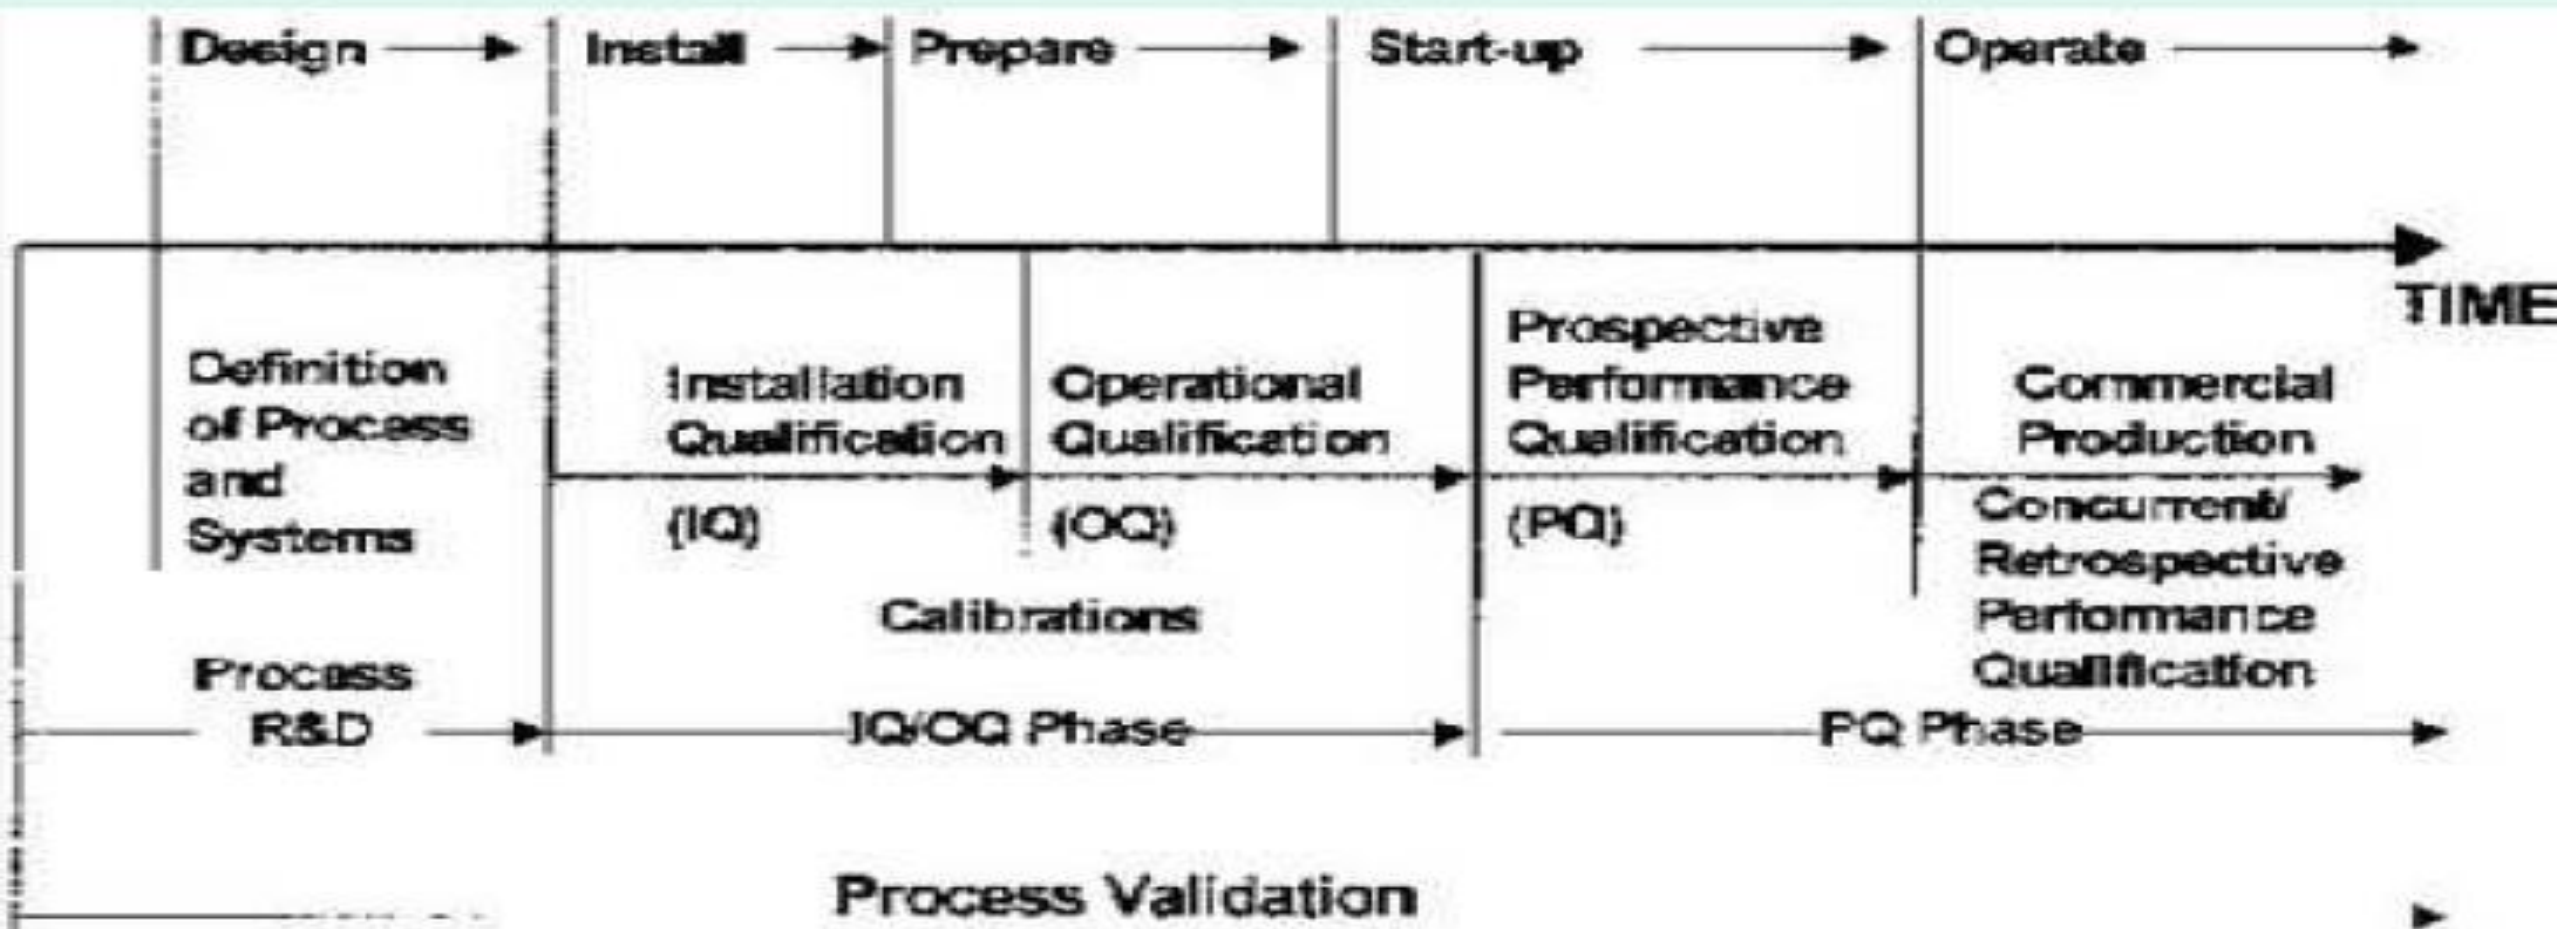 Design
Install
Prepare
Start-up
Operate
TIME
Definition
of Process
and
Systems
Installation
Qualification
(IQ)
Operational
Qualification
(OQ)
Prospective
Performance
Qualification
(PQ)
Commercial
Production
Concurrent/
Retrospective
Performance
Qualification
Calibrations
Process
R&D
IQ/OQ Phase
PQ Phase
Process Validation